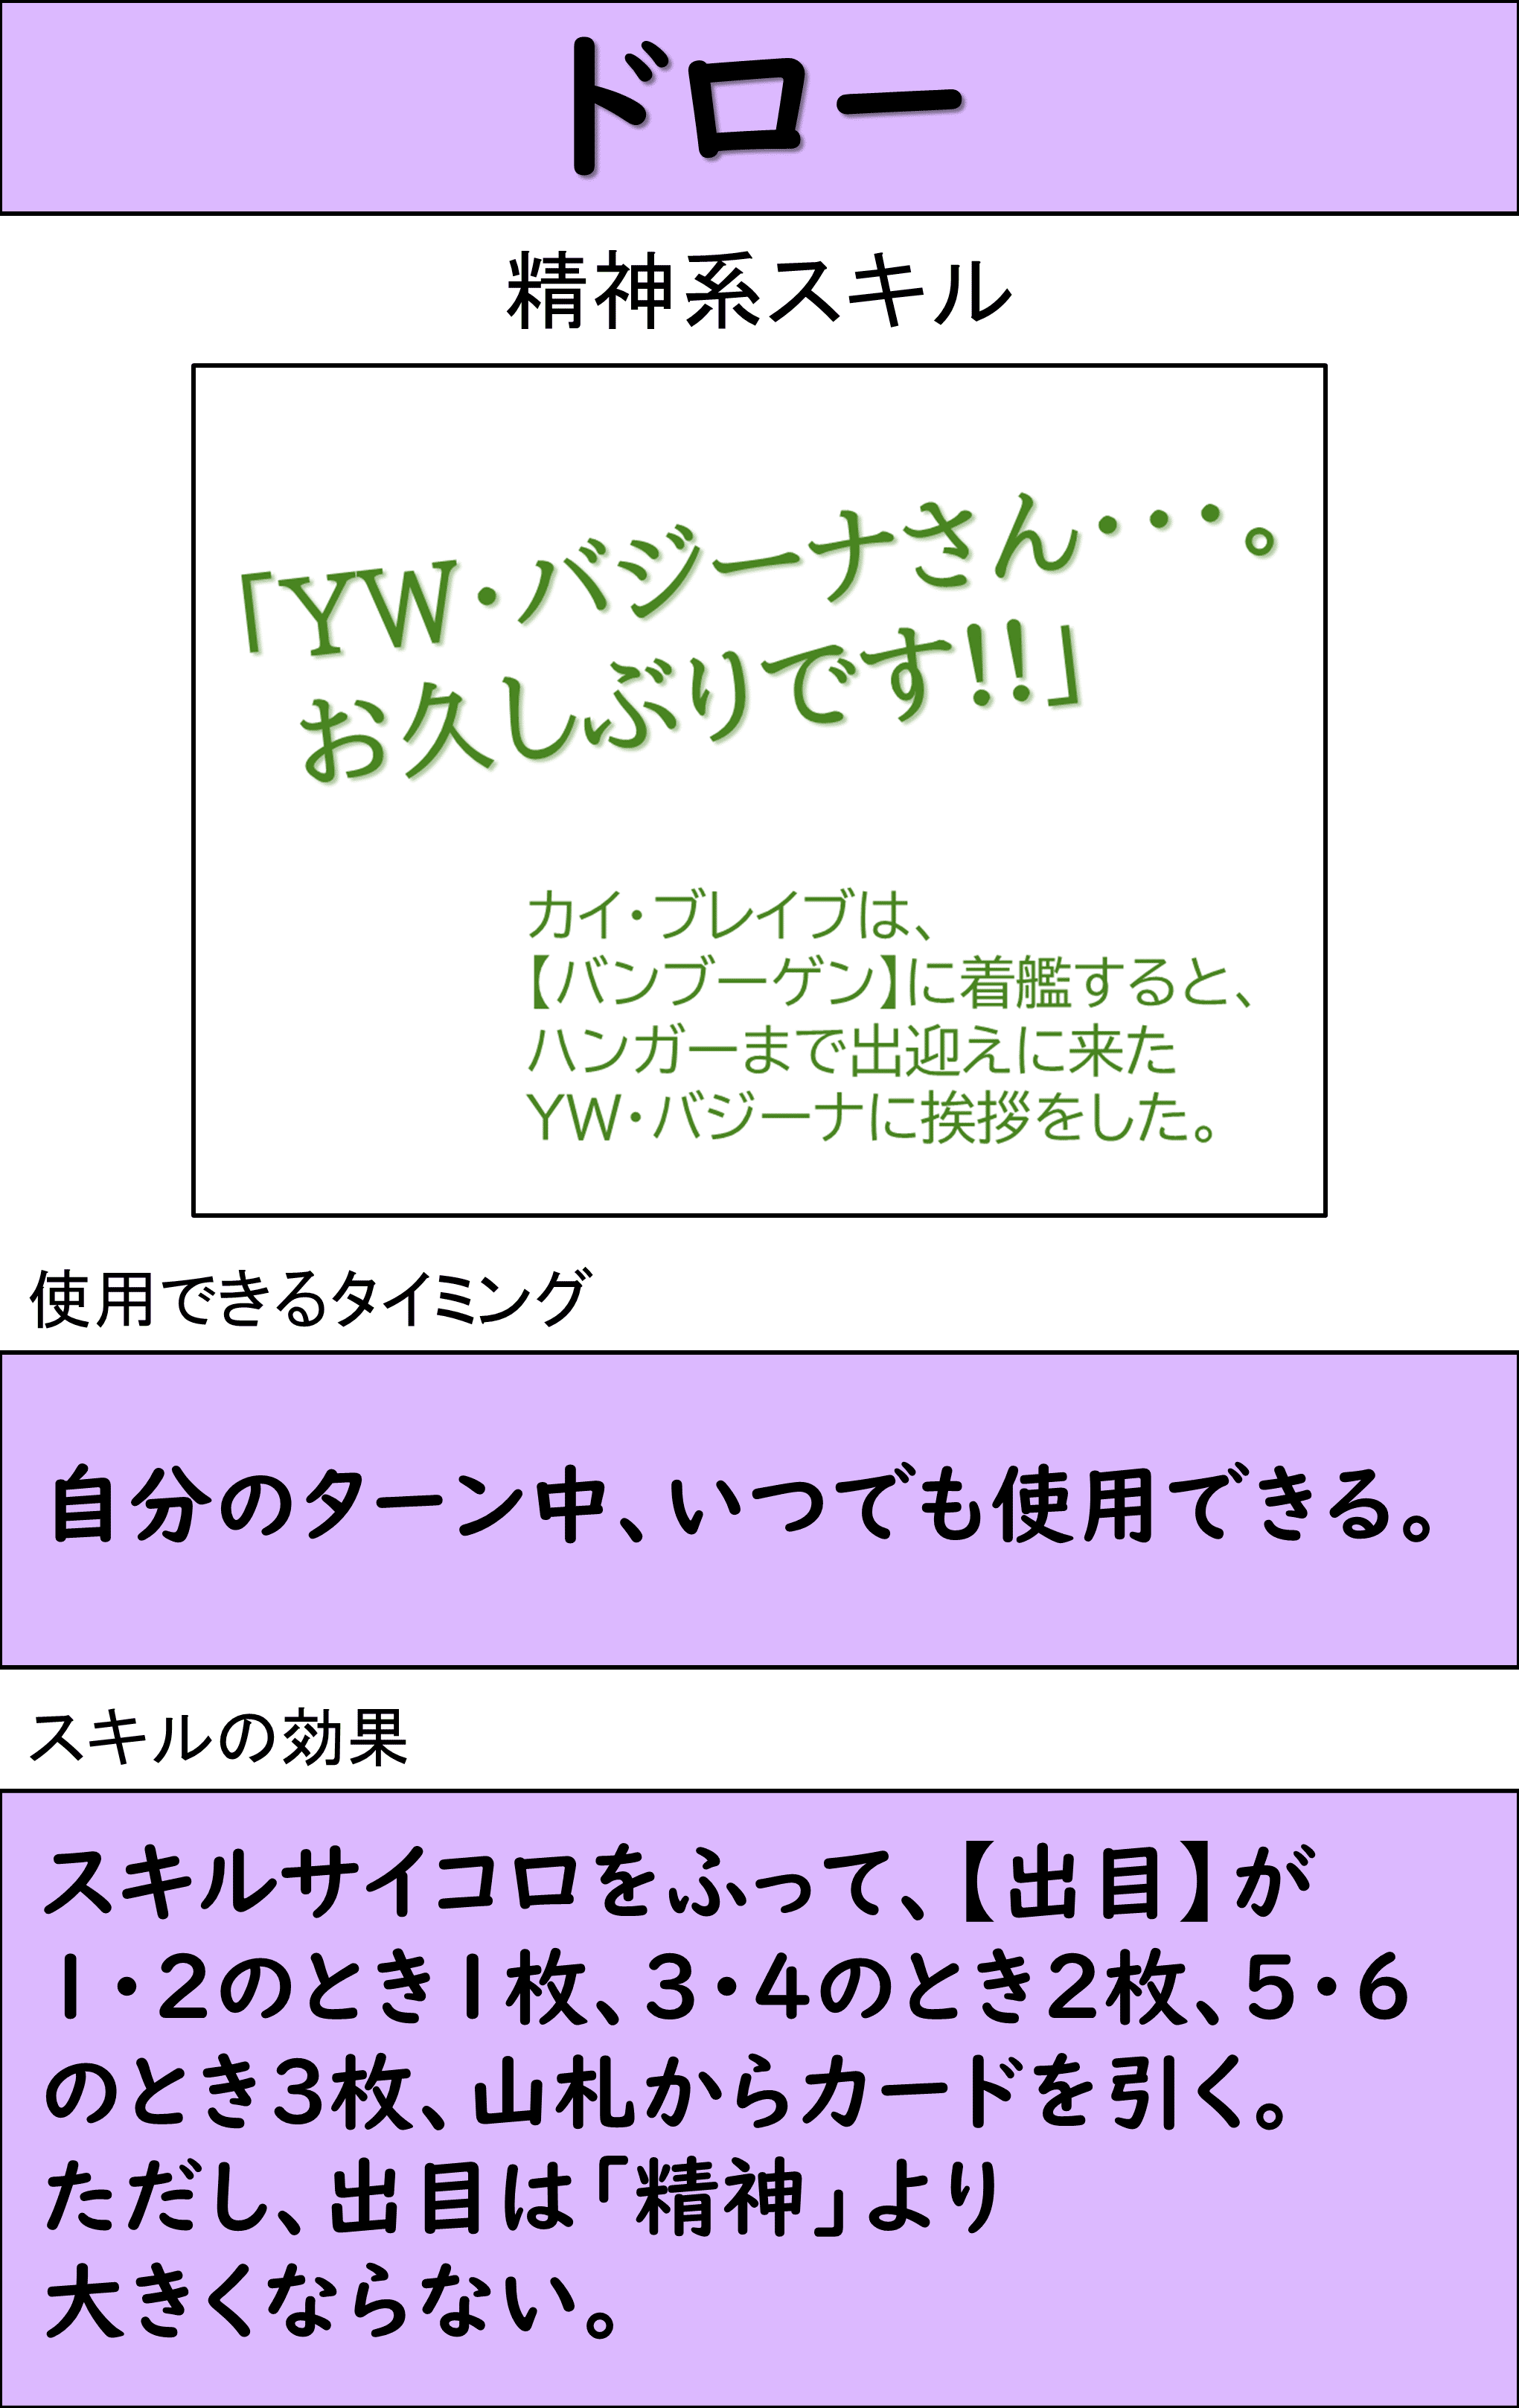 ドロー
精神系スキル
「YW・バジーナさん・・・。
お久しぶりです!!」
カイ・ブレイブは、
【バンブーゲン】に着艦すると、
ハンガーまで出迎えに来た
YW・バジーナに挨拶をした。
使用できるタイミング
自分のターン中、いつでも使用できる。
スキルの効果
スキルサイコロをふって、【出目】が
1・2のとき1枚、3・4のとき2枚、5・6
のとき3枚、山札からカードを引く。
ただし、出目は「精神」より
大きくならない。